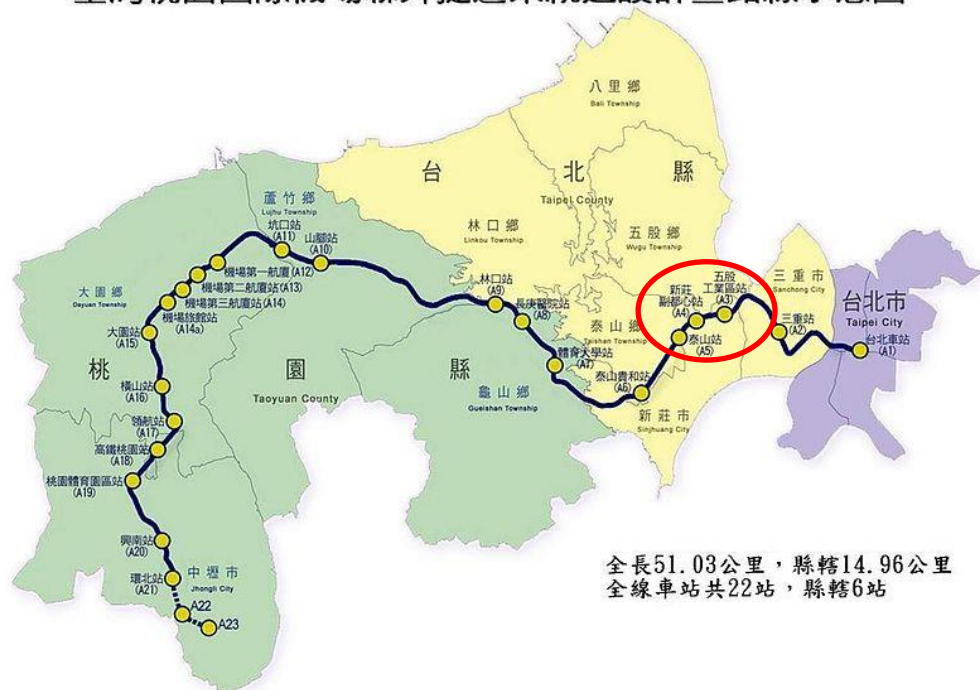 八里鄉
Bali Township
台北縣
Taipei County
蘆竹鄉
Lujhu Township
坑口站
(A11)
山腳站
(A10)
林口鄉
Linkou Township
五股鄉
Wugu Township
機場第一航廈(A12)
機場第二航廈站(A13)
機場第三航廈站(A14)
機場旅館站
(A14a)
大園鄉
Dayuan Township
大園站
(A15)
林口站
(A9)
長庚醫院站
(A8)
新莊
副都心站
(A4)
五股
工業區站
(A3)
三重市
Sanchong City
三重站
(A2)
台北市
Taipei City
台北車站
(A1)
泰山鄉
Taishan Township
泰山站
(A5)
體育大學站
(A7)
泰山貴和站
(A6)
新莊市
Sinjhuang City
桃園縣
Taoyuan County
龜山鄉
Gueishan Township
橫山站
(A16)
領航站
(A17)
高鐵桃園站
(A18)
桃園體育園區站
(A19)
興南站
(A20)
環北站
(A21)
中壢市
Jhongli City
A22
A23
全長51.03公里，縣轄14.96公里
全線車站共22站，縣轄6站